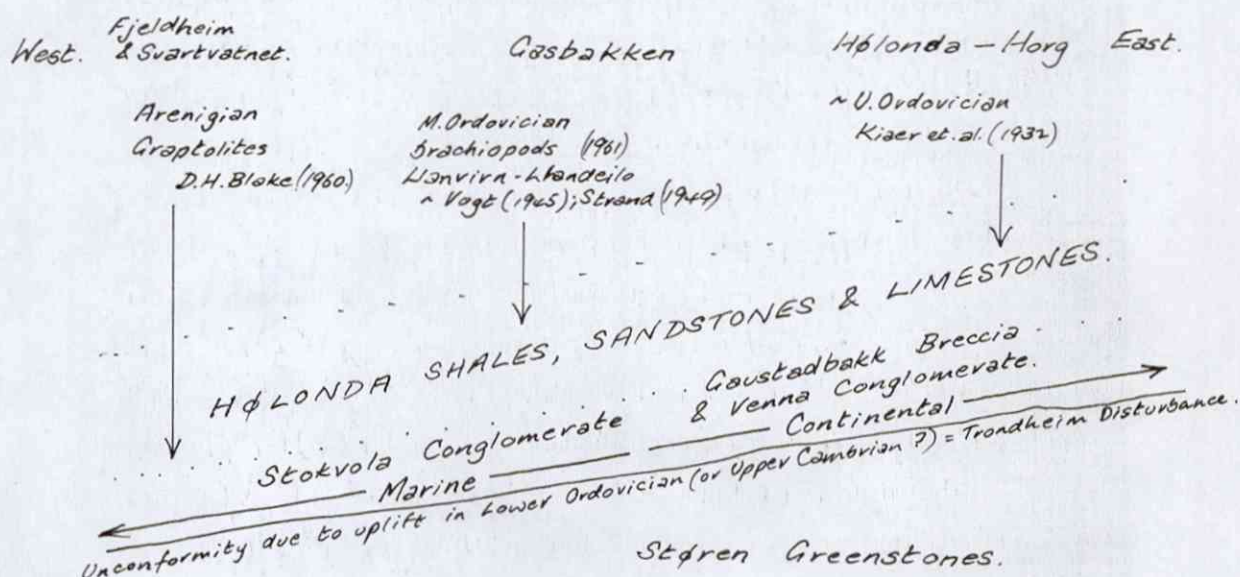 West. Fjeldheim & Svartvatnet. Gasbakken Hølonda - Horg East.
Arenigian
Graptolites
D.H. Blake (1960)
M. Ordovician
Brachiopods (1961)
Llanvirn-Llandeilo
~ Vogt (1945); Strand (1949)
~ U. Ordovician
Kiaer et. al. (1932)
HØLONDA SHALES, SANDSTONES & LIMESTONES.
Stokvola Conglomerate
Gaustadbakk Breccia
& Venna Conglomerate.
Marine Continental
Unconformity due to uplift in Lower Ordovician (or Upper Cambrian ?) = Trondheim Disturbance.
Støren Greenstones.